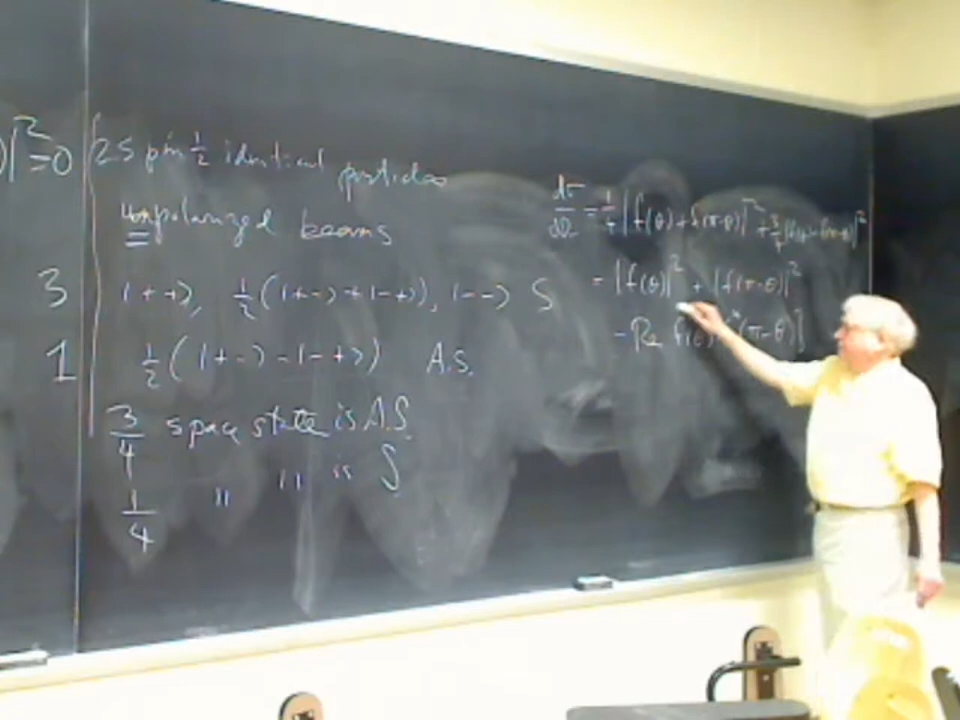 )|²=0
2 Spin ½ identical particles
unpolarized beams
3 |++>, ½(|+-> + |-+>), |--> S
1 ½(|+-> - |-+>) A.S.
3/4 space state is A.S.
1/4 " " is S
dσ/dΩ = 1/4 |f(θ)+f(π-θ)|² + 3/4 |f(θ)-f(π-θ)|²
= |f(θ)|² + |f(π-θ)|²
- Re f(θ) f*(π-θ)]